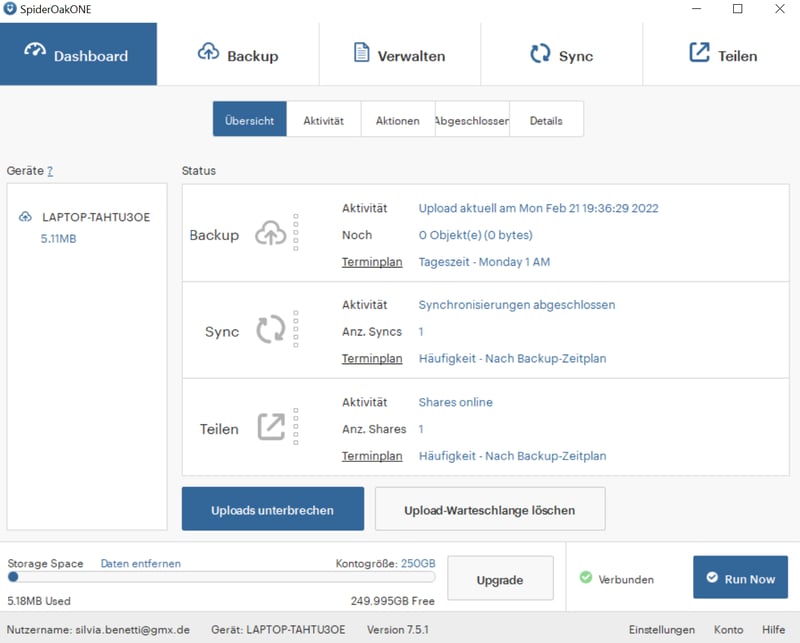 SpiderOakONE
Dashboard Backup Verwalten Sync Teilen
Übersicht Aktivität Aktionen Abgeschlossen Details
Geräte ? Status
LAPTOP-TAHTU3OE
5.11MB
Backup
Aktivität Upload aktuell am Mon Feb 21 19:36:29 2022
Noch 0 Objekt(e) (0 bytes)
Terminplan Tageszeit - Monday 1 AM
Sync
Aktivität Synchronisierungen abgeschlossen
Anz. Syncs 1
Terminplan Häufigkeit - Nach Backup-Zeitplan
Teilen
Aktivität Shares online
Anz. Shares 1
Terminplan Häufigkeit - Nach Backup-Zeitplan
Uploads unterbrechen Upload-Warteschlange löschen
Storage Space Daten entfernen Kontogröße: 250GB
5.18MB Used 249.995GB Free
Upgrade
Verbunden
Run Now
Nutzername: silvia.benetti@gmx.de Gerät: LAPTOP-TAHTU3OE Version 7.5.1 Einstellungen Konto Hilfe